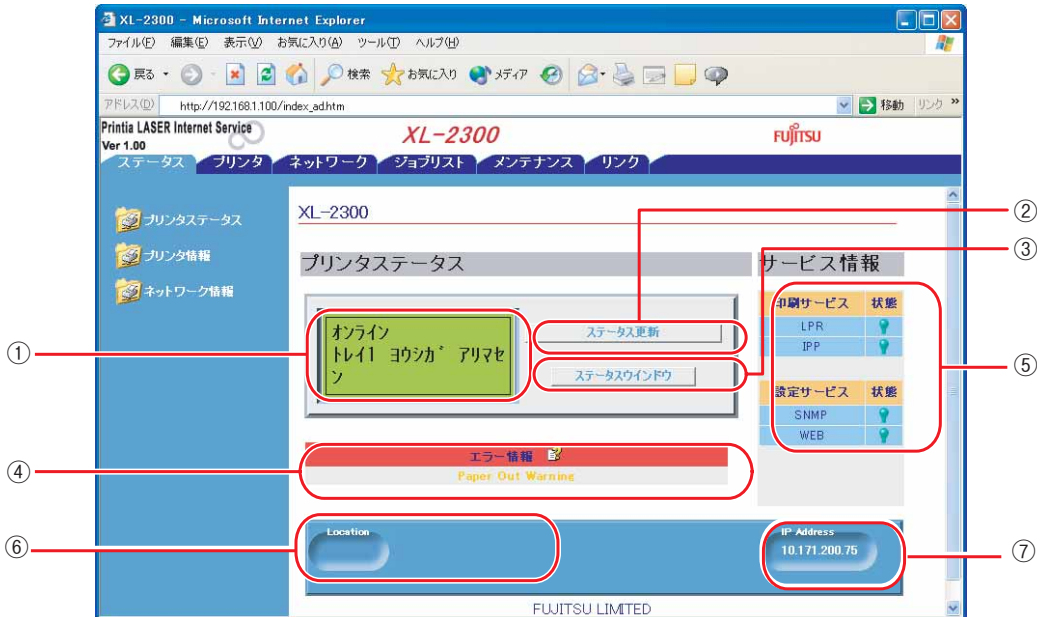 XL-2300 - Microsoft Internet Explorer
ファイル(F) 編集(E) 表示(V) お気に入り(A) ツール(T) ヘルプ(H)
戻る 検索 お気に入り メディア
アドレス(D) http://192.168.1.100/index_ad.htm 移動 リンク »
Printia LASER Internet Service
Ver 1.00
XL-2300
FUJITSU
ステータス プリンタ ネットワーク ジョブリスト メンテナンス リンク
プリンタステータス
プリンタ情報
ネットワーク情報
XL-2300
プリンタステータス
オンライン
トレイ1 ヨウシガ アリマセ
ン
ステータス更新
ステータスウインドウ
エラー情報
Paper Out Warning
サービス情報
印刷サービス 状態
LPR
IPP
設定サービス 状態
SNMP
WEB
Location
IP Address
10.171.200.75
FUJITSU LIMITED
①
②
③
④
⑤
⑥
⑦